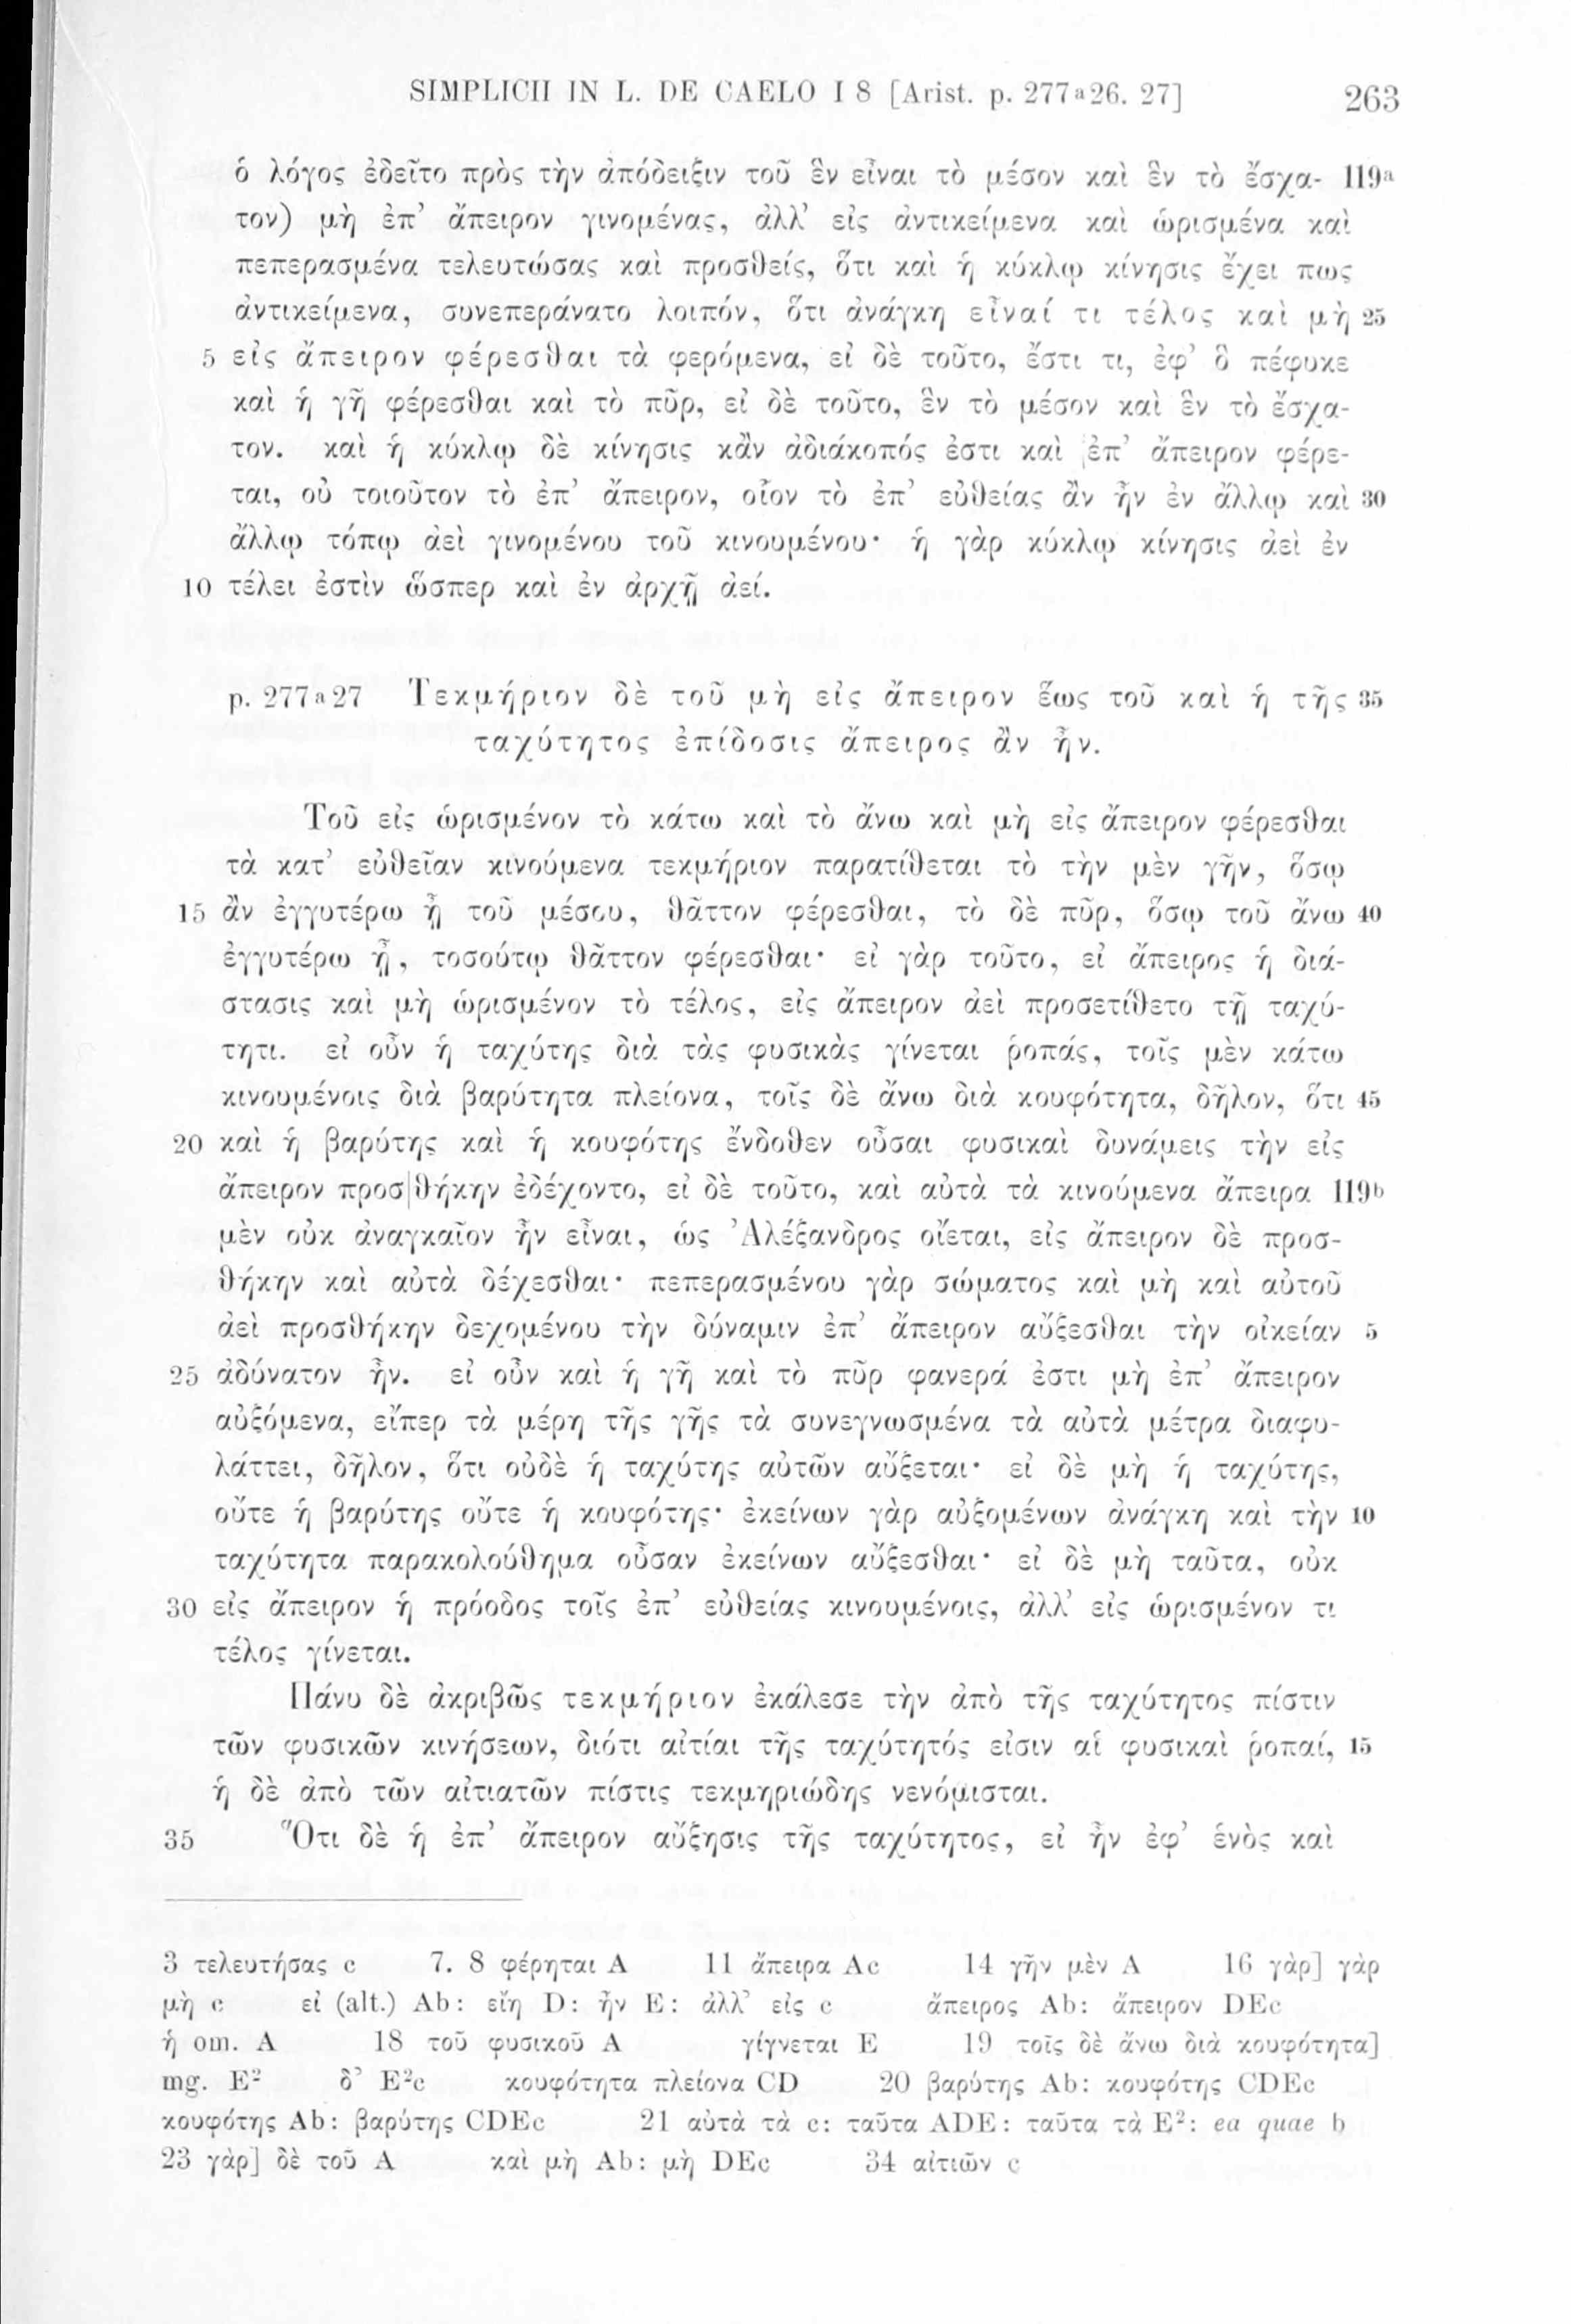 SIMPLICII IN L. DE CAELO I 8 [Arist. p. 277a26. 27] 263
ὁ λόγος ἐδεῖτο πρὸς τὴν ἀπόδειξιν τοῦ ἓν εἶναι τὸ μέσον καὶ ἓν τὸ ἔσχα- 119a
τον) μὴ ἐπ’ ἄπειρον γινομένας, ἀλλ’ εἰς ἀντικείμενα καὶ ὡρισμένα καὶ
πεπερασμένα τελευτώσας καὶ προσθείς, ὅτι καὶ ἡ κύκλῳ κίνησις ἔχει πως
ἀντικείμενα, συνεπεράνατο λοιπόν, ὅτι ἀνάγκη εἶναί τι τέλος καὶ μὴ 25
5 εἰς ἄπειρον φέρεσθαι τὰ φερόμενα, εἰ δὲ τοῦτο, ἔστι τι, ἐφ’ ὃ πέφυκε
καὶ ἡ γῆ φέρεσθαι καὶ τὸ πῦρ, εἰ δὲ τοῦτο, ἓν τὸ μέσον καὶ ἓν τὸ ἔσχα-
τον. καὶ ἡ κύκλῳ δὲ κίνησις κἂν ἀδιάκοπός ἐστι καὶ ἐπ’ ἄπειρον φέρε-
ται, οὐ τοιοῦτον τὸ ἐπ’ ἄπειρον, οἷον τὸ ἐπ’ εὐθείας ἂν ἦν ἐν ἄλλῳ καὶ 30
ἄλλῳ τόπῳ ἀεὶ γινομένου τοῦ κινουμένου· ἡ γὰρ κύκλῳ κίνησις ἀεὶ ἐν
10 τέλει ἐστὶν ὥσπερ καὶ ἐν ἀρχῇ ἀεί.
p. 277a27 Τεκμήριον δὲ τοῦ μὴ εἰς ἄπειρον ἕως τοῦ καὶ ἡ τῆς 35
ταχύτητος ἐπίδοσις ἄπειρος ἂν ἦν.
Τοῦ εἰς ὡρισμένον τὸ κάτω καὶ τὸ ἄνω καὶ μὴ εἰς ἄπειρον φέρεσθαι
τὰ κατ’ εὐθεῖαν κινούμενα τεκμήριον παρατίθεται τὸ τὴν μὲν γῆν, ὅσῳ
15 ἂν ἐγγυτέρω ᾖ τοῦ μέσου, θᾶττον φέρεσθαι, τὸ δὲ πῦρ, ὅσῳ τοῦ ἄνω 40
ἐγγυτέρω ᾖ, τοσούτῳ θᾶττον φέρεσθαι· εἰ γὰρ τοῦτο, εἰ ἄπειρος ἡ διά-
στασις καὶ μὴ ὡρισμένον τὸ τέλος, εἰς ἄπειρον ἀεὶ προσετίθετο τῇ ταχύ-
τητι. εἰ οὖν ἡ ταχύτης διὰ τὰς φυσικὰς γίνεται ῥοπάς, τοῖς μὲν κάτω
κινουμένοις διὰ βαρύτητα πλείονα, τοῖς δὲ ἄνω διὰ κουφότητα, δῆλον, ὅτι 45
20 καὶ ἡ βαρύτης καὶ ἡ κουφότης ἔνδοθεν οὖσαι φυσικαὶ δυνάμεις τὴν εἰς
ἄπειρον προσ|θήκην ἐδέχοντο, εἰ δὲ τοῦτο, καὶ αὐτὰ τὰ κινούμενα ἄπειρα 119b
μὲν οὐκ ἀναγκαῖον ἦν εἶναι, ὡς Ἀλέξανδρος οἴεται, εἰς ἄπειρον δὲ προσ-
θήκην καὶ αὐτὰ δέχεσθαι· πεπερασμένου γὰρ σώματος καὶ μὴ καὶ αὐτοῦ
ἀεὶ προσθήκην δεχομένου τὴν δύναμιν ἐπ’ ἄπειρον αὔξεσθαι τὴν οἰκείαν 5
25 ἀδύνατον ἦν. εἰ οὖν καὶ ἡ γῆ καὶ τὸ πῦρ φανερά ἐστι μὴ ἐπ’ ἄπειρον
αὐξόμενα, εἴπερ τὰ μέρη τῆς γῆς τὰ συνεγνωσμένα τὰ αὐτὰ μέτρα διαφυ-
λάττει, δῆλον, ὅτι οὐδὲ ἡ ταχύτης αὐτῶν αὔξεται· εἰ δὲ μὴ ἡ ταχύτης,
οὔτε ἡ βαρύτης οὔτε ἡ κουφότης· ἐκείνων γὰρ αὐξομένων ἀνάγκη καὶ τὴν 10
ταχύτητα παρακολούθημα οὖσαν ἐκείνων αὔξεσθαι· εἰ δὲ μὴ ταῦτα, οὐκ
30 εἰς ἄπειρον ἡ πρόοδος τοῖς ἐπ’ εὐθείας κινουμένοις, ἀλλ’ εἰς ὡρισμένον τι
τέλος γίνεται.
Πάνυ δὲ ἀκριβῶς τεκμήριον ἐκάλεσε τὴν ἀπὸ τῆς ταχύτητος πίστιν
τῶν φυσικῶν κινήσεων, διότι αἰτίαι τῆς ταχύτητός εἰσιν αἱ φυσικαὶ ῥοπαί, 15
ἡ δὲ ἀπὸ τῶν αἰτιατῶν πίστις τεκμηριώδης νενόμισται.
35 Ὅτι δὲ ἡ ἐπ’ ἄπειρον αὔξησις τῆς ταχύτητος, εἰ ἦν ἐφ’ ἑνὸς καὶ
3 τελευτήσας c 7. 8 φέρηται A 11 ἄπειρα Ac 14 γῆν μὲν A 16 γὰρ] γὰρ
μὴ c εἰ (alt.) Ab: εἴη D: ἦν E: ἀλλ’ εἰς c ἄπειρος Ab: ἄπειρον DEc
ἡ om. A 18 τοῦ φυσικοῦ A γίγνεται E 19 τοῖς δὲ ἄνω διὰ κουφότητα]
mg. E² δ’ E²c κουφότητα πλείονα CD 20 βαρύτης Ab: κουφότης CDEc
κουφότης Ab: βαρύτης CDEc 21 αὐτὰ τὰ c: ταῦτα ADE: ταῦτα τὰ E²: ea quae b
23 γὰρ] δὲ τοῦ A καὶ μὴ Ab: μὴ DEc 34 αἰτιῶν c